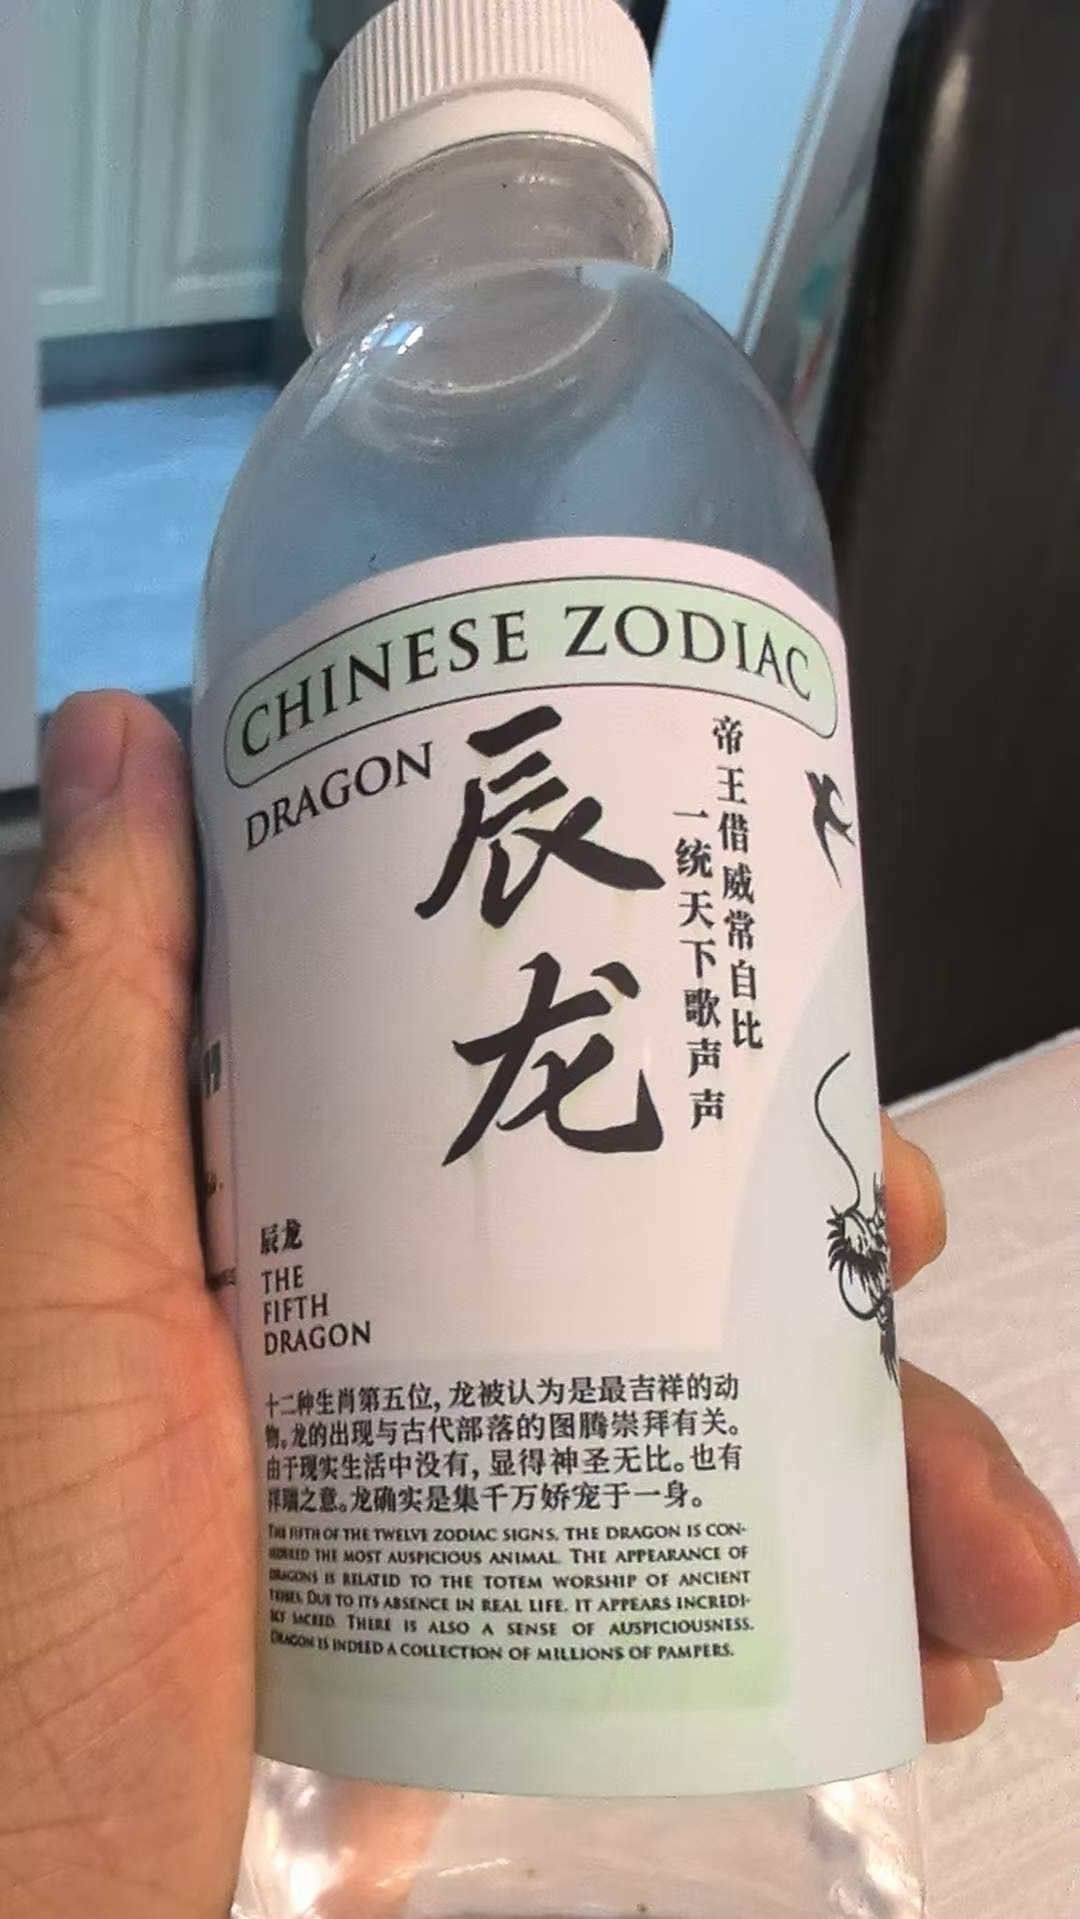 CHINESE ZODIAC
DRAGON
辰龙
帝王借威常自比
一统天下歌声声
辰龙
THE
FIFTH
DRAGON
十二种生肖第五位，龙被认为是最吉祥的动
物。龙的出现与古代部落的图腾崇拜有关。
由于现实生活中没有，显得神圣无比。也有
祥瑞之意。龙确实是集千万娇宠于一身。
THE FIFTH OF THE TWELVE ZODIAC SIGNS, THE DRAGON IS CON-
SIDERED THE MOST AUSPICIOUS ANIMAL. THE APPEARANCE OF
DRAGONS IS RELATED TO THE TOTEM WORSHIP OF ANCIENT
TRIBES. DUE TO ITS ABSENCE IN REAL LIFE, IT APPEARS INCREDI-
BLY SACRED. THERE IS ALSO A SENSE OF AUSPICIOUSNESS.
DRAGON IS INDEED A COLLECTION OF MILLIONS OF PAMPERS.